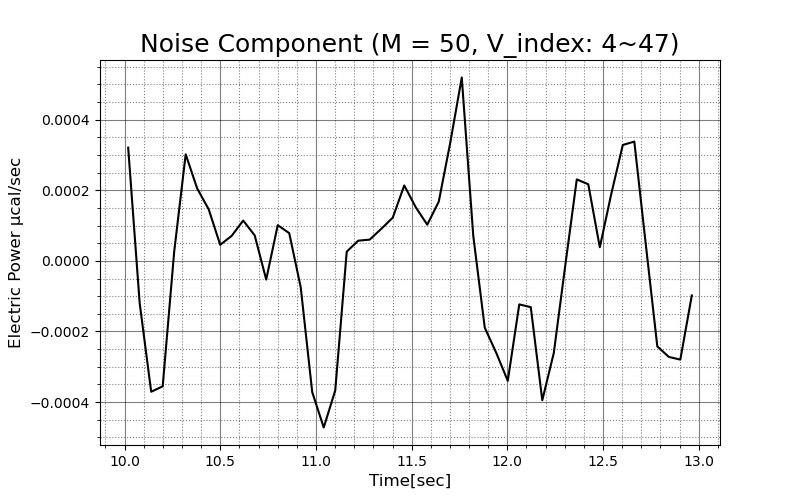 Noise Component (M = 50, V_index: 4~47)
Electric Power µcal/sec
0.0004
0.0002
0.0000
−0.0002
−0.0004
10.0 10.5 11.0 11.5 12.0 12.5 13.0
Time[sec]